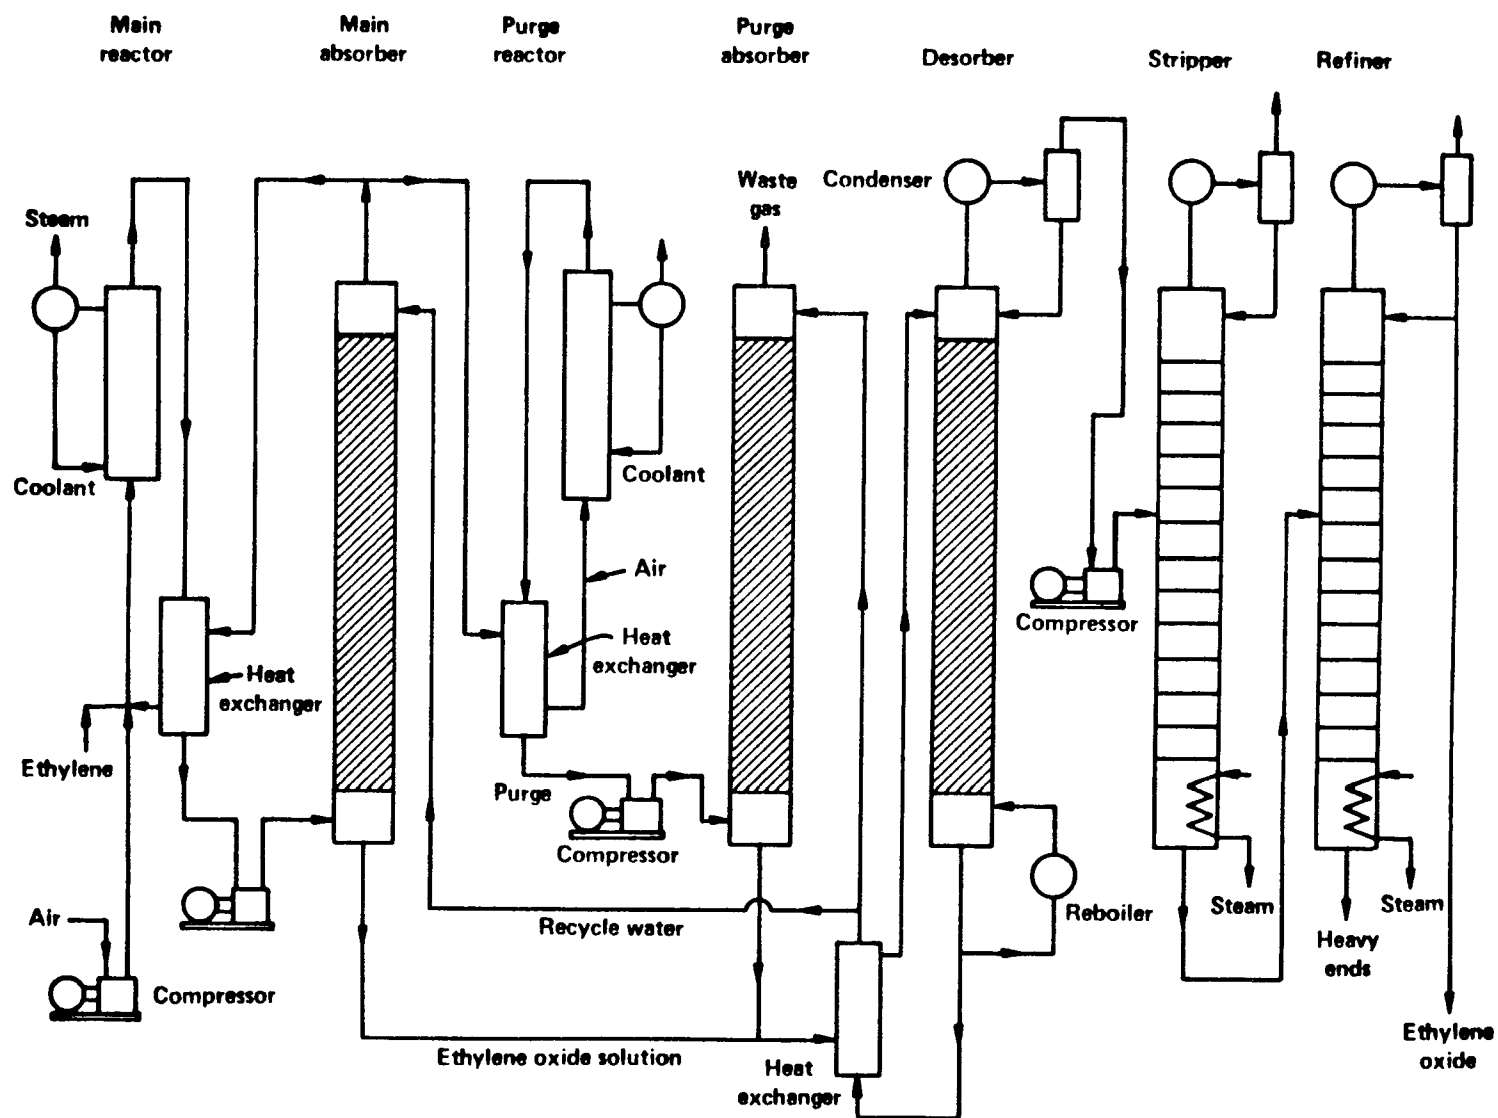 Main
reactor
Main
absorber
Purge
reactor
Purge
absorber
Desorber
Stripper
Refiner
Steam
Waste
gas
Condenser
Coolant
Coolant
Air
Compressor
Heat
exchanger
Heat
exchanger
Ethylene
Purge
Compressor
Air
Recycle water
Reboiler
Steam
Steam
Heavy
ends
Compressor
Ethylene oxide solution
Heat
exchanger
Ethylene
oxide